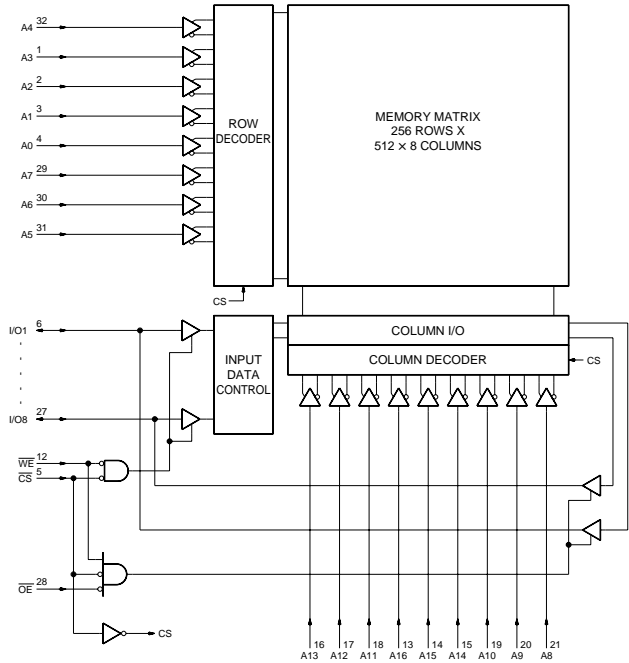 A4 32
A3 1
A2 2
A1 3
A0 4
A7 29
A6 30
A5 31
ROW
DECODER
MEMORY MATRIX
256 ROWS X
512 × 8 COLUMNS
CS
I/O1 6
I/O8 27
INPUT
DATA
CONTROL
COLUMN I/O
COLUMN DECODER
CS
WE 12
CS 5
OE 28
CS
16 17 18 13 14 15 19 20 21
A13 A12 A11 A16 A15 A14 A10 A9 A8